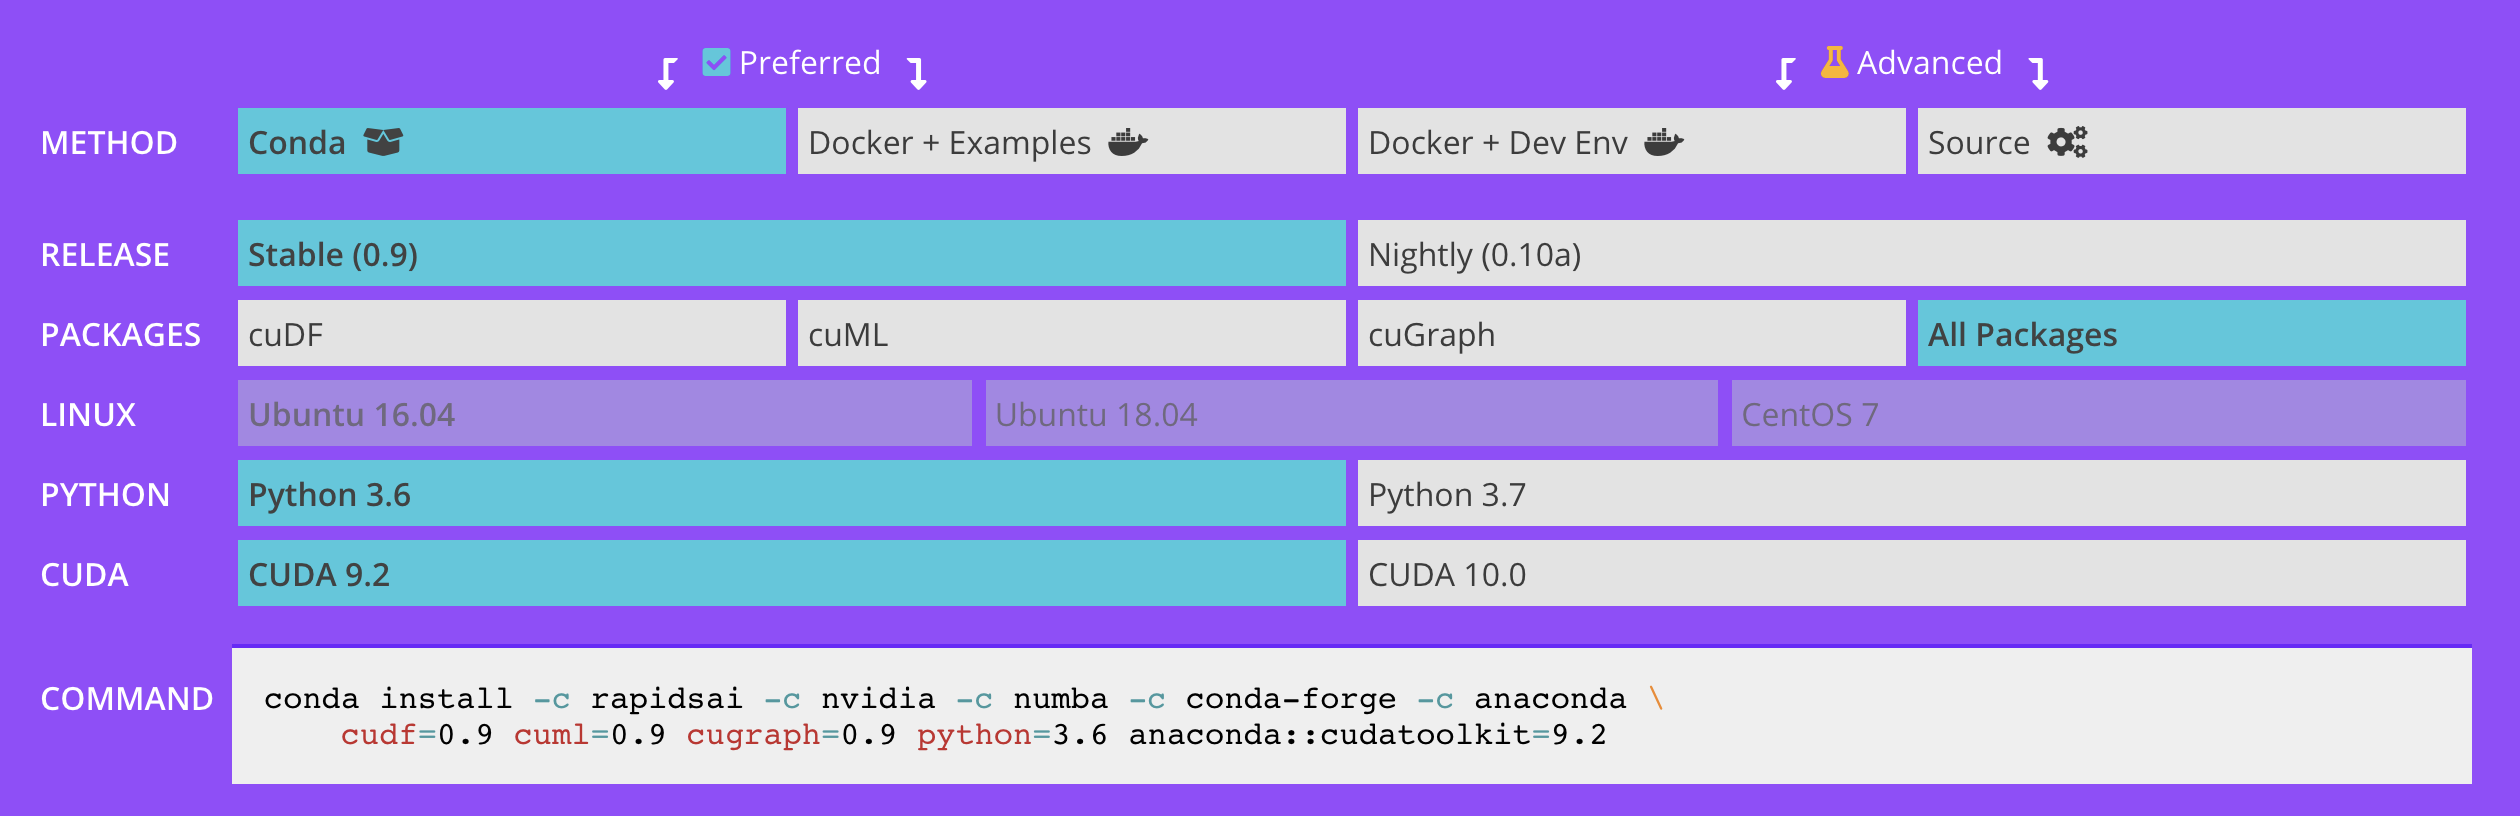 Preferred Advanced
METHOD Conda Docker + Examples Docker + Dev Env Source
RELEASE Stable (0.9) Nightly (0.10a)
PACKAGES cuDF cuML cuGraph All Packages
LINUX Ubuntu 16.04 Ubuntu 18.04 CentOS 7
PYTHON Python 3.6 Python 3.7
CUDA CUDA 9.2 CUDA 10.0
COMMAND conda install -c rapidsai -c nvidia -c numba -c conda-forge -c anaconda \
cudf=0.9 cuml=0.9 cugraph=0.9 python=3.6 anaconda::cudatoolkit=9.2